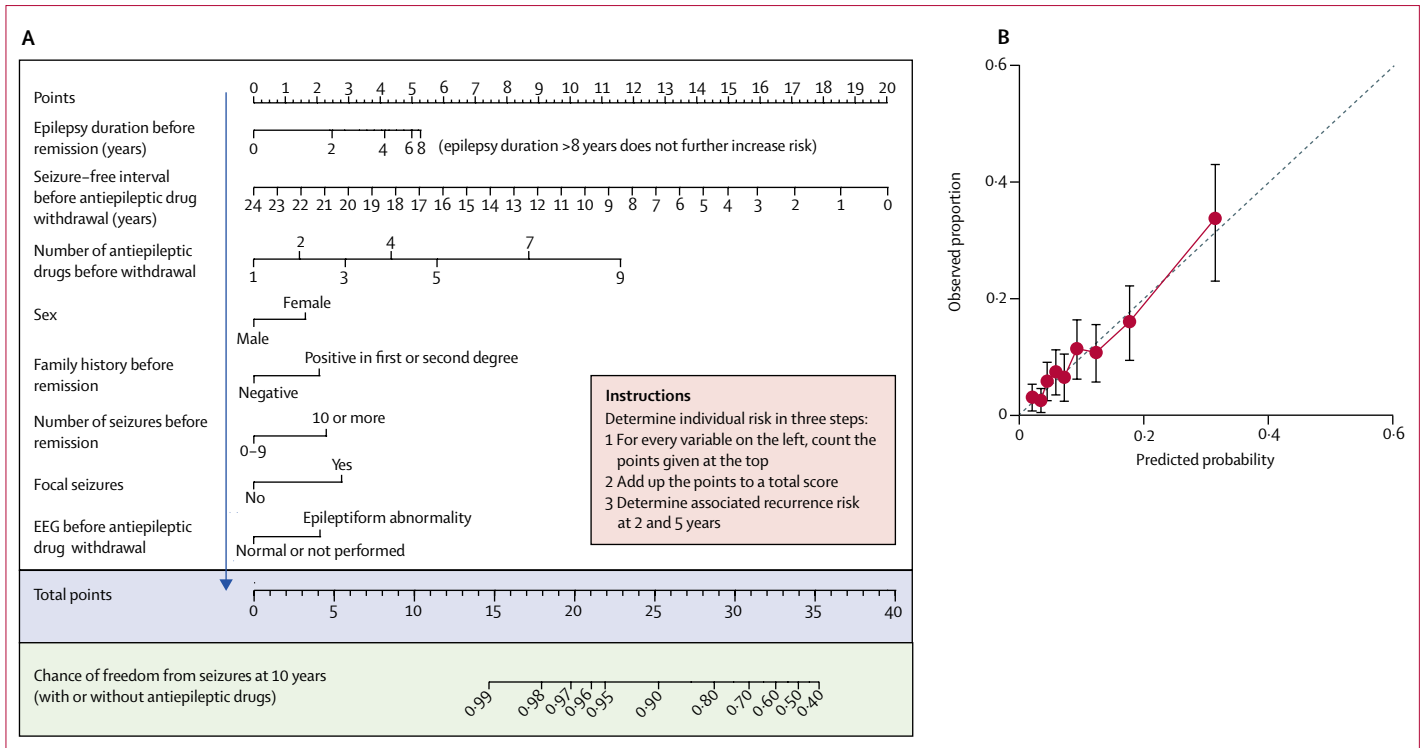 A
Points
0 1 2 3 4 5 6 7 8 9 10 11 12 13 14 15 16 17 18 19 20
Epilepsy duration before
remission (years)
0 2 4 6 8 (epilepsy duration >8 years does not further increase risk)
Seizure–free interval
before antiepileptic drug
withdrawal (years)
24 23 22 21 20 19 18 17 16 15 14 13 12 11 10 9 8 7 6 5 4 3 2 1 0
Number of antiepileptic
drugs before withdrawal
2 4 7
1 3 5 9
Sex
Female
Male
Family history before
remission
Positive in first or second degree
Negative
Number of seizures before
remission
10 or more
0–9
Focal seizures
Yes
No
EEG before antiepileptic
drug withdrawal
Epileptiform abnormality
Normal or not performed
Instructions
Determine individual risk in three steps:
1 For every variable on the left, count the
points given at the top
2 Add up the points to a total score
3 Determine associated recurrence risk
at 2 and 5 years
Total points
0 5 10 15 20 25 30 35 40
Chance of freedom from seizures at 10 years
(with or without antiepileptic drugs)
0·99 0·98 0·97 0·96 0·95 0·90 0·80 0·70 0·60 0·50 0·40
B
Observed proportion
0·6
0·4
0·2
0
0 0·2 0·4 0·6
Predicted probability